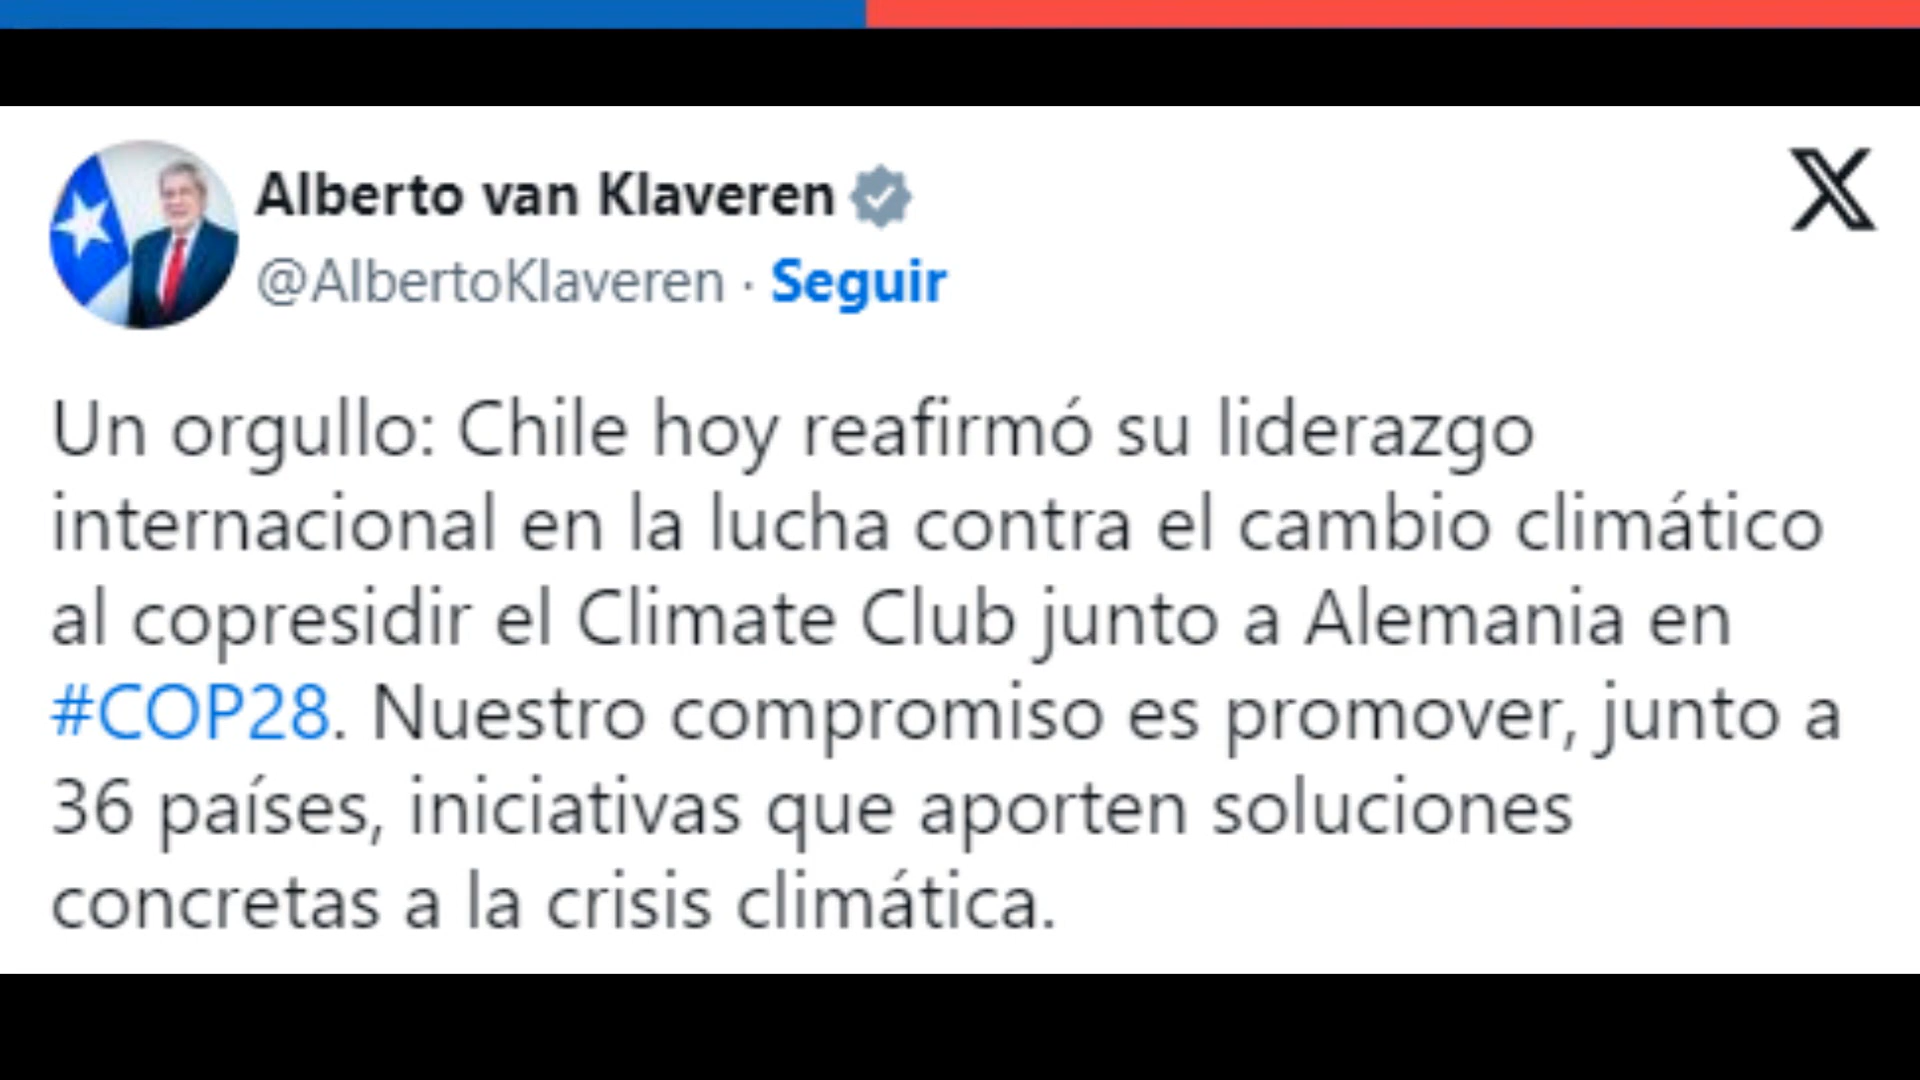 Alberto van Klaveren
@AlbertoKlaveren · Seguir
Un orgullo: Chile hoy reafirmó su liderazgo
internacional en la lucha contra el cambio climático
al copresidir el Climate Club junto a Alemania en
#COP28. Nuestro compromiso es promover, junto a
36 países, iniciativas que aporten soluciones
concretas a la crisis climática.